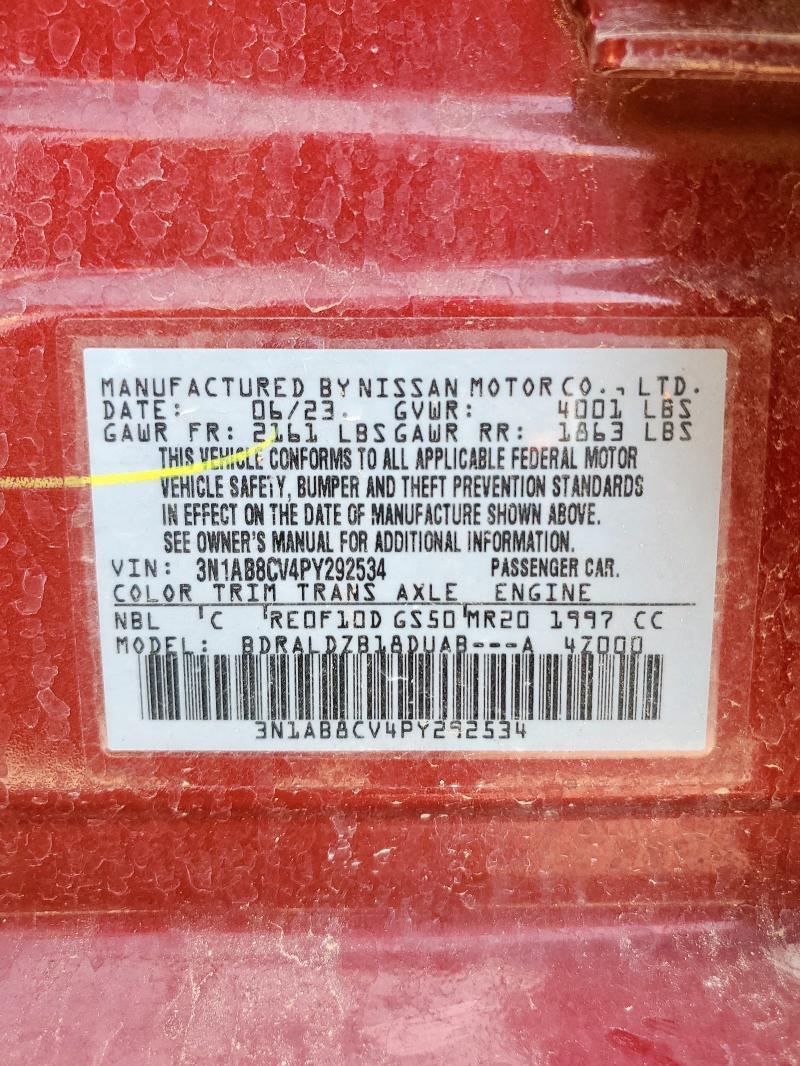 MANUFACTURED BY NISSAN MOTOR CO., LTD.
DATE: 06/23. GVWR: 4001 LBS
GAWR FR: 2161 LBS GAWR RR: 1863 LBS
THIS VEHICLE CONFORMS TO ALL APPLICABLE FEDERAL MOTOR
VEHICLE SAFETY, BUMPER AND THEFT PREVENTION STANDARDS
IN EFFECT ON THE DATE OF MANUFACTURE SHOWN ABOVE.
SEE OWNER'S MANUAL FOR ADDITIONAL INFORMATION.
VIN: 3N1AB8CV4PY292534 PASSENGER CAR.
COLOR TRIM TRANS AXLE ENGINE
NBL 'C 'RE0F10D GS50'MR20 1997 CC
MODEL: BDRALDZB18DUAB---A 4Z000
3N1AB8CV4PY292534